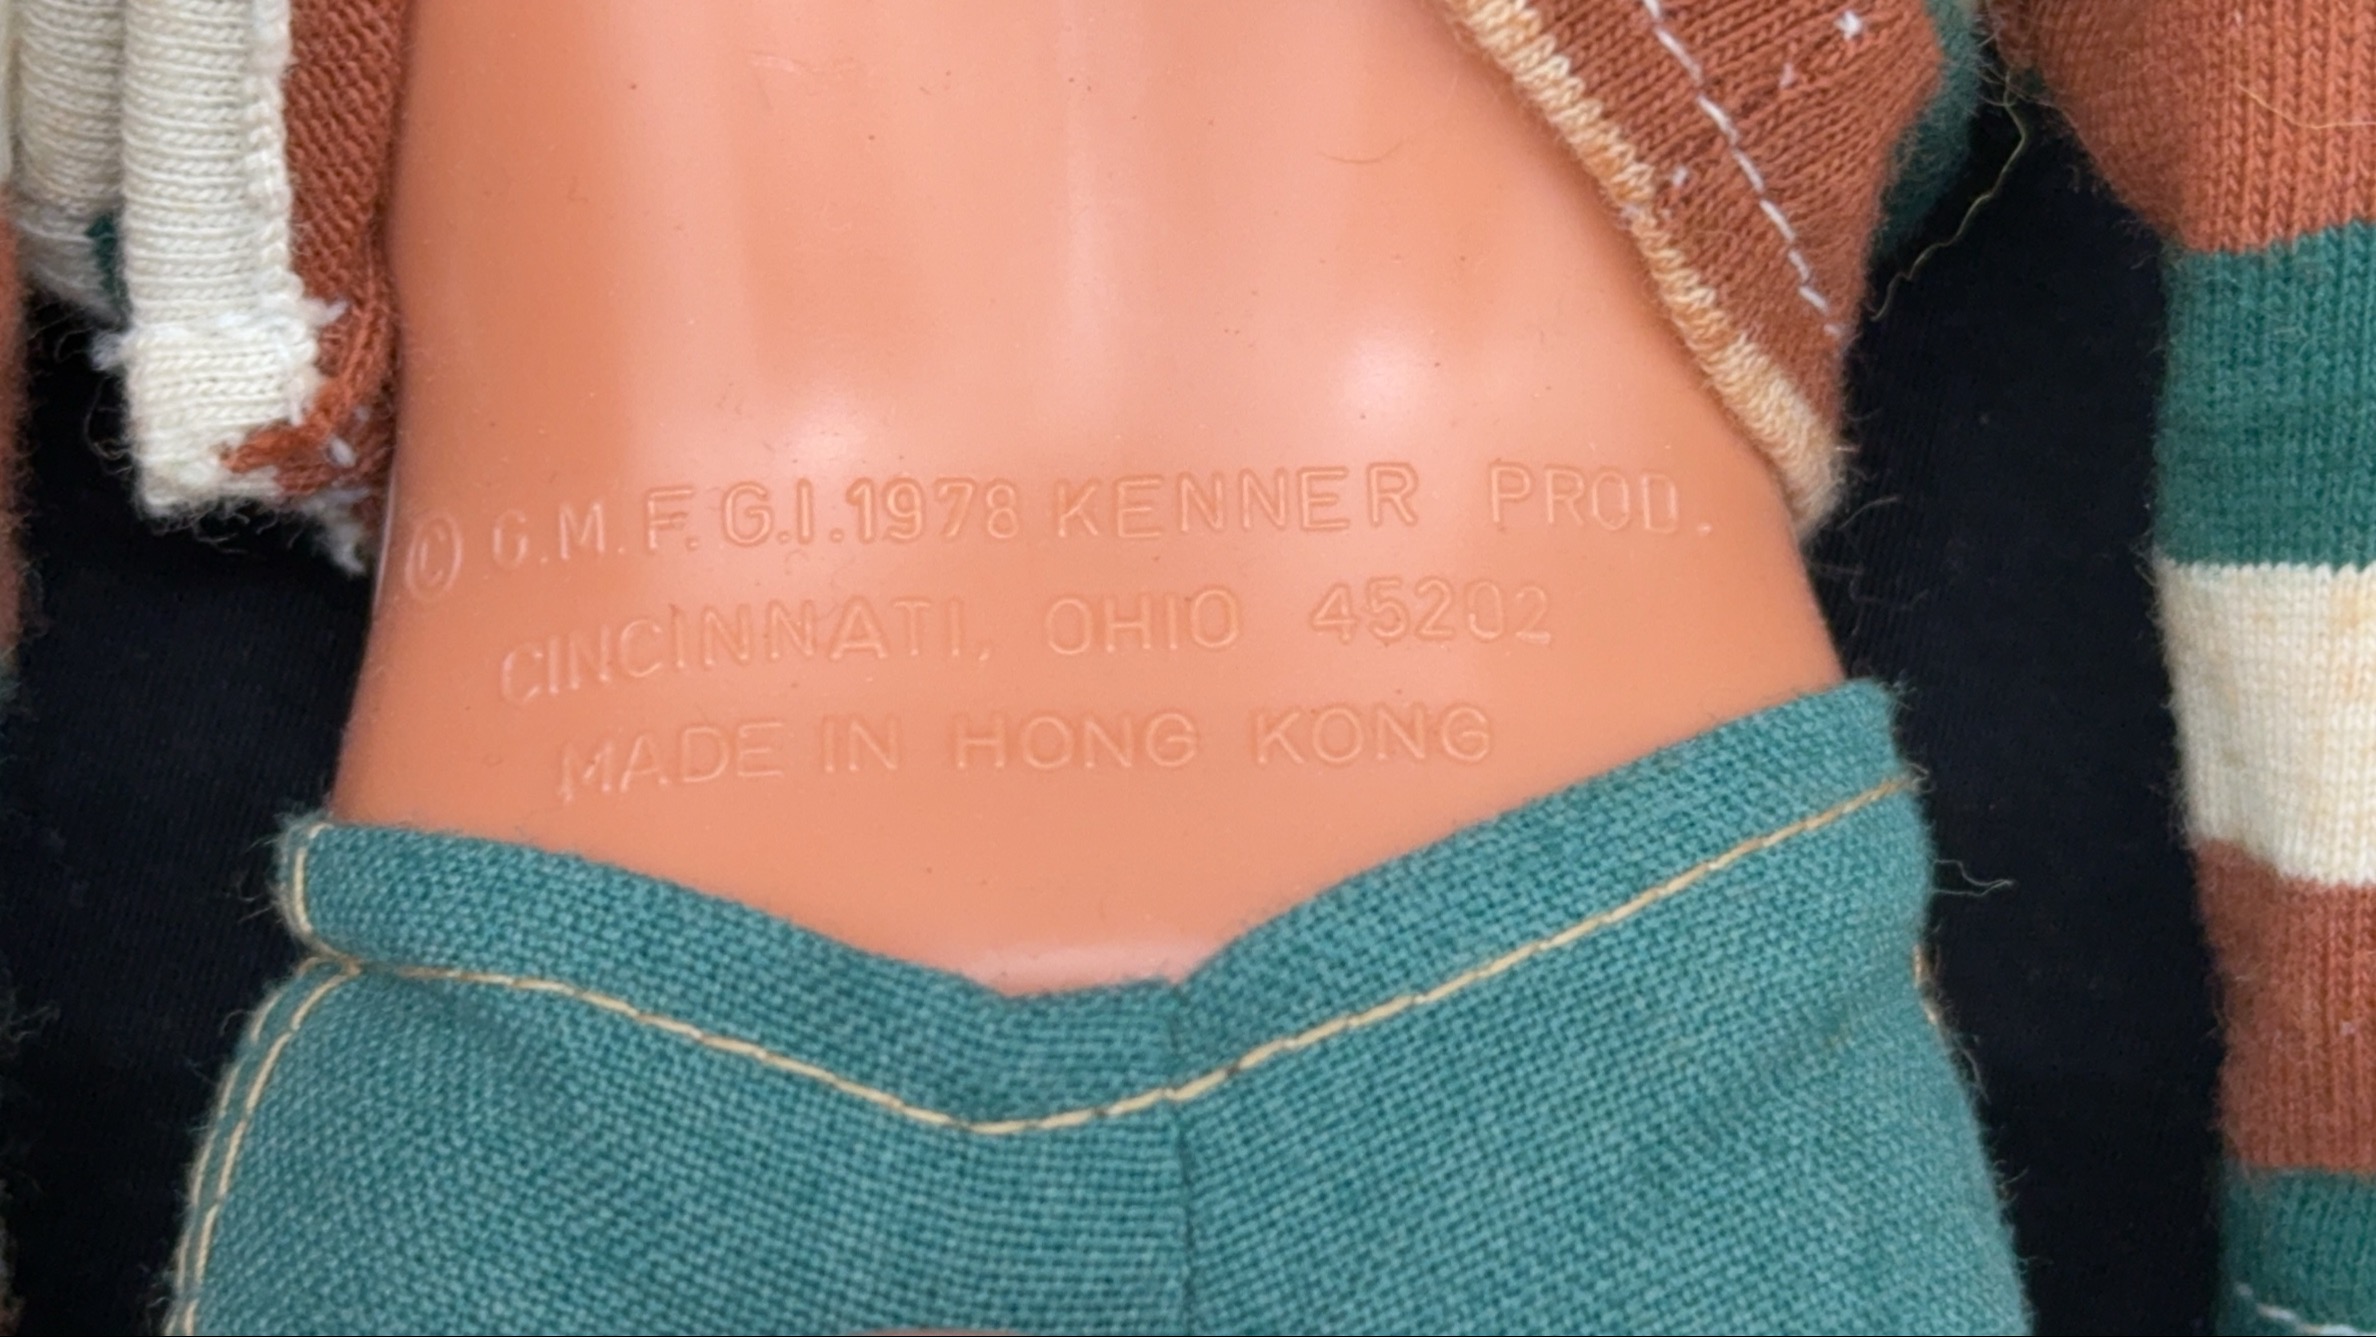 © G.M.F.G.I. 1978 KENNER PROD.
CINCINNATI, OHIO 45202
MADE IN HONG KONG